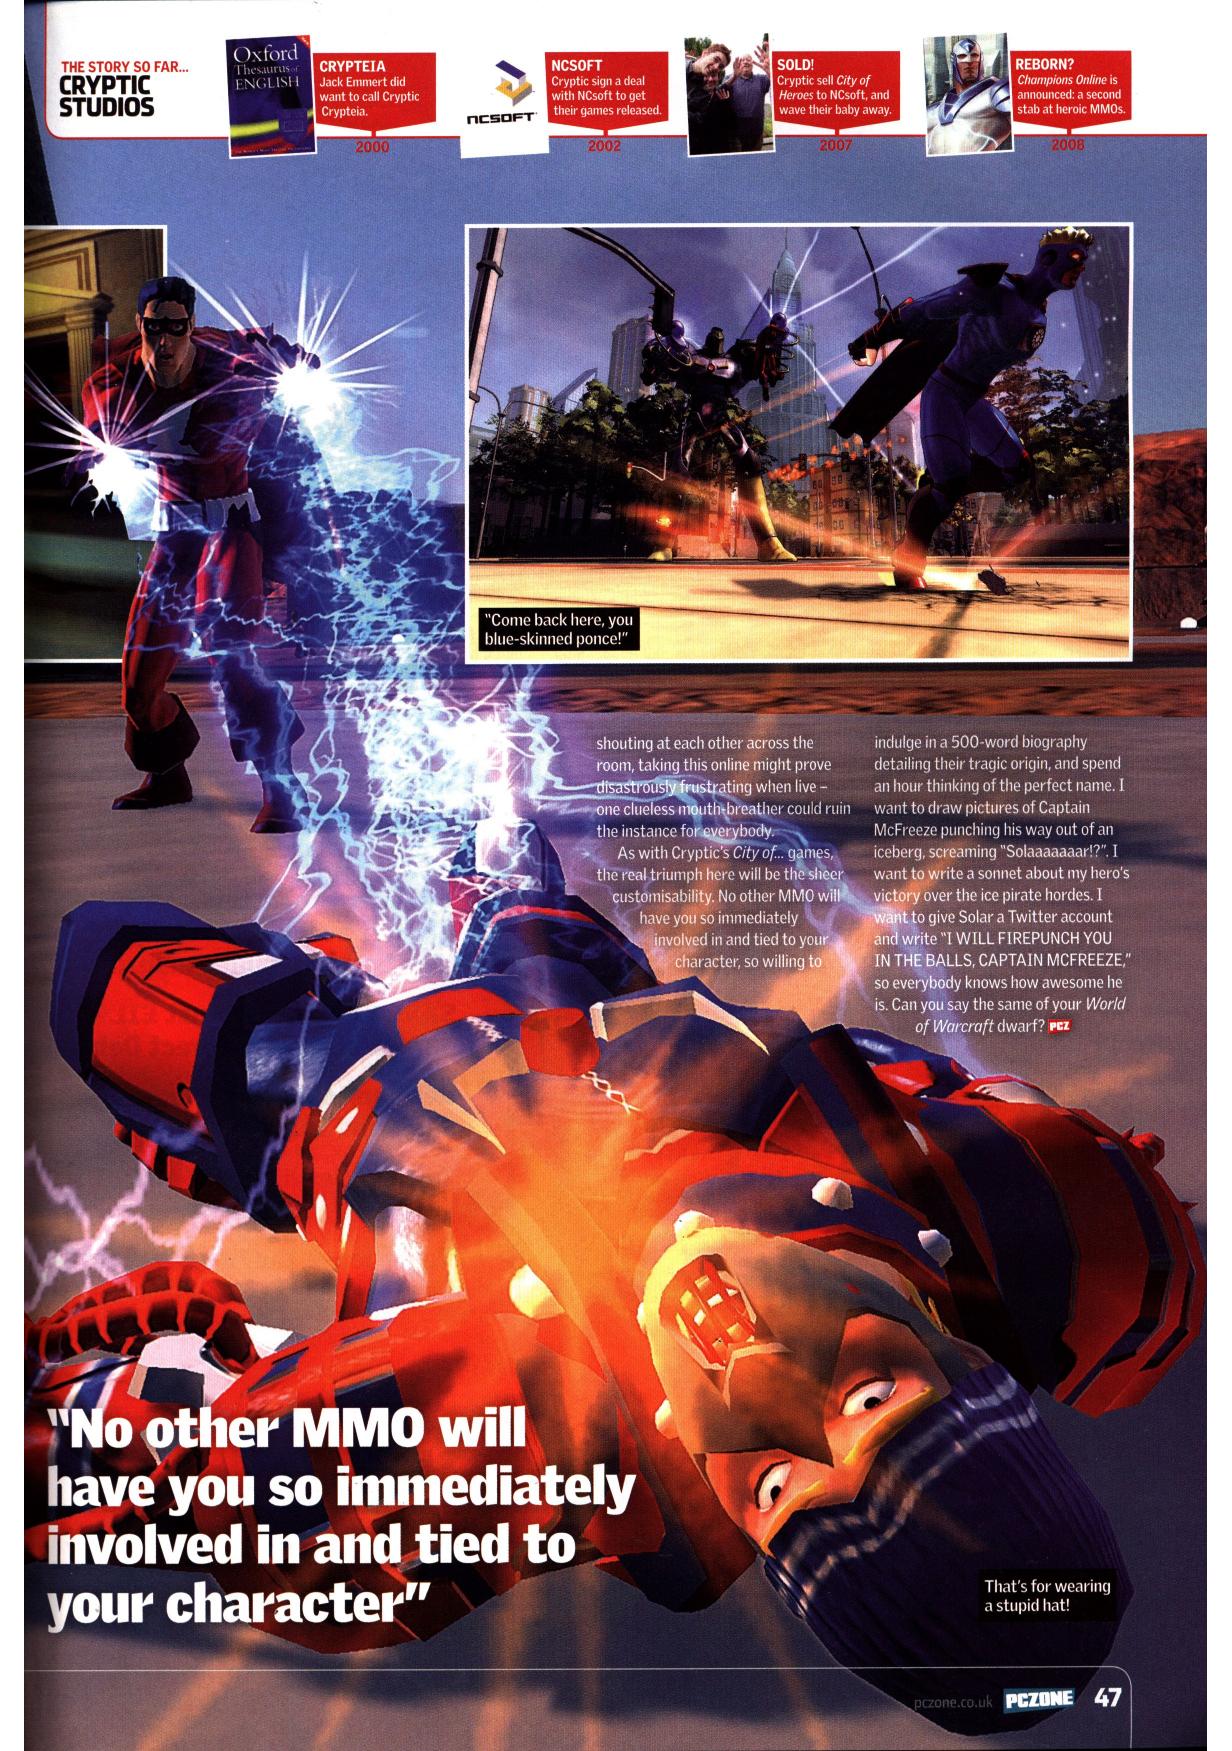 THE STORY SO FAR...
CRYPTIC
STUDIOS
Oxford
Thesaurus of
ENGLISH
CRYPTEIA
Jack Emmert did
want to call Cryptic
Crypteia.
2000
NCSOFT
NCSOFT
Cryptic sign a deal
with NCsoft to get
their games released.
2002
SOLD!
Cryptic sell City of
Heroes to NCsoft, and
wave their baby away.
2007
REBORN?
Champions Online is
announced: a second
stab at heroic MMOs.
2008
"Come back here, you
blue-skinned ponce!"
shouting at each other across the
room, taking this online might prove
disastrously frustrating when live –
one clueless mouth-breather could ruin
the instance for everybody.
As with Cryptic's City of... games,
the real triumph here will be the sheer
customisability. No other MMO will
have you so immediately
involved in and tied to your
character, so willing to
indulge in a 500-word biography
detailing their tragic origin, and spend
an hour thinking of the perfect name. I
want to draw pictures of Captain
McFreeze punching his way out of an
iceberg, screaming "Solaaaaaaar!?". I
want to write a sonnet about my hero's
victory over the ice pirate hordes. I
want to give Solar a Twitter account
and write "I WILL FIREPUNCH YOU
IN THE BALLS, CAPTAIN MCFREEZE,"
so everybody knows how awesome he
is. Can you say the same of your World
of Warcraft dwarf? PCZ
"No other MMO will
have you so immediately
involved in and tied to
your character"
That's for wearing
a stupid hat!
pczone.co.uk PCZONE 47